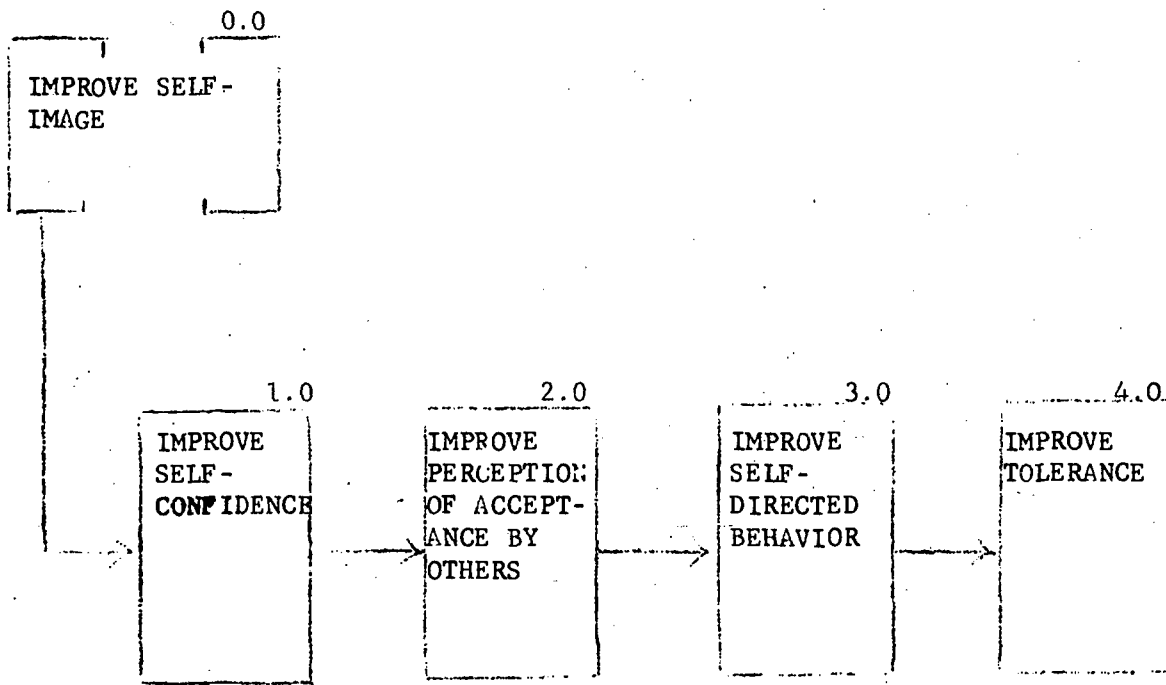 0.0
IMPROVE SELF-
IMAGE
1.0
IMPROVE
SELF-
CONFIDENCE
2.0
IMPROVE
PERCEPTION
OF ACCEPT-
ANCE BY
OTHERS
3.0
IMPROVE
SELF-
DIRECTED
BEHAVIOR
4.0
IMPROVE
TOLERANCE